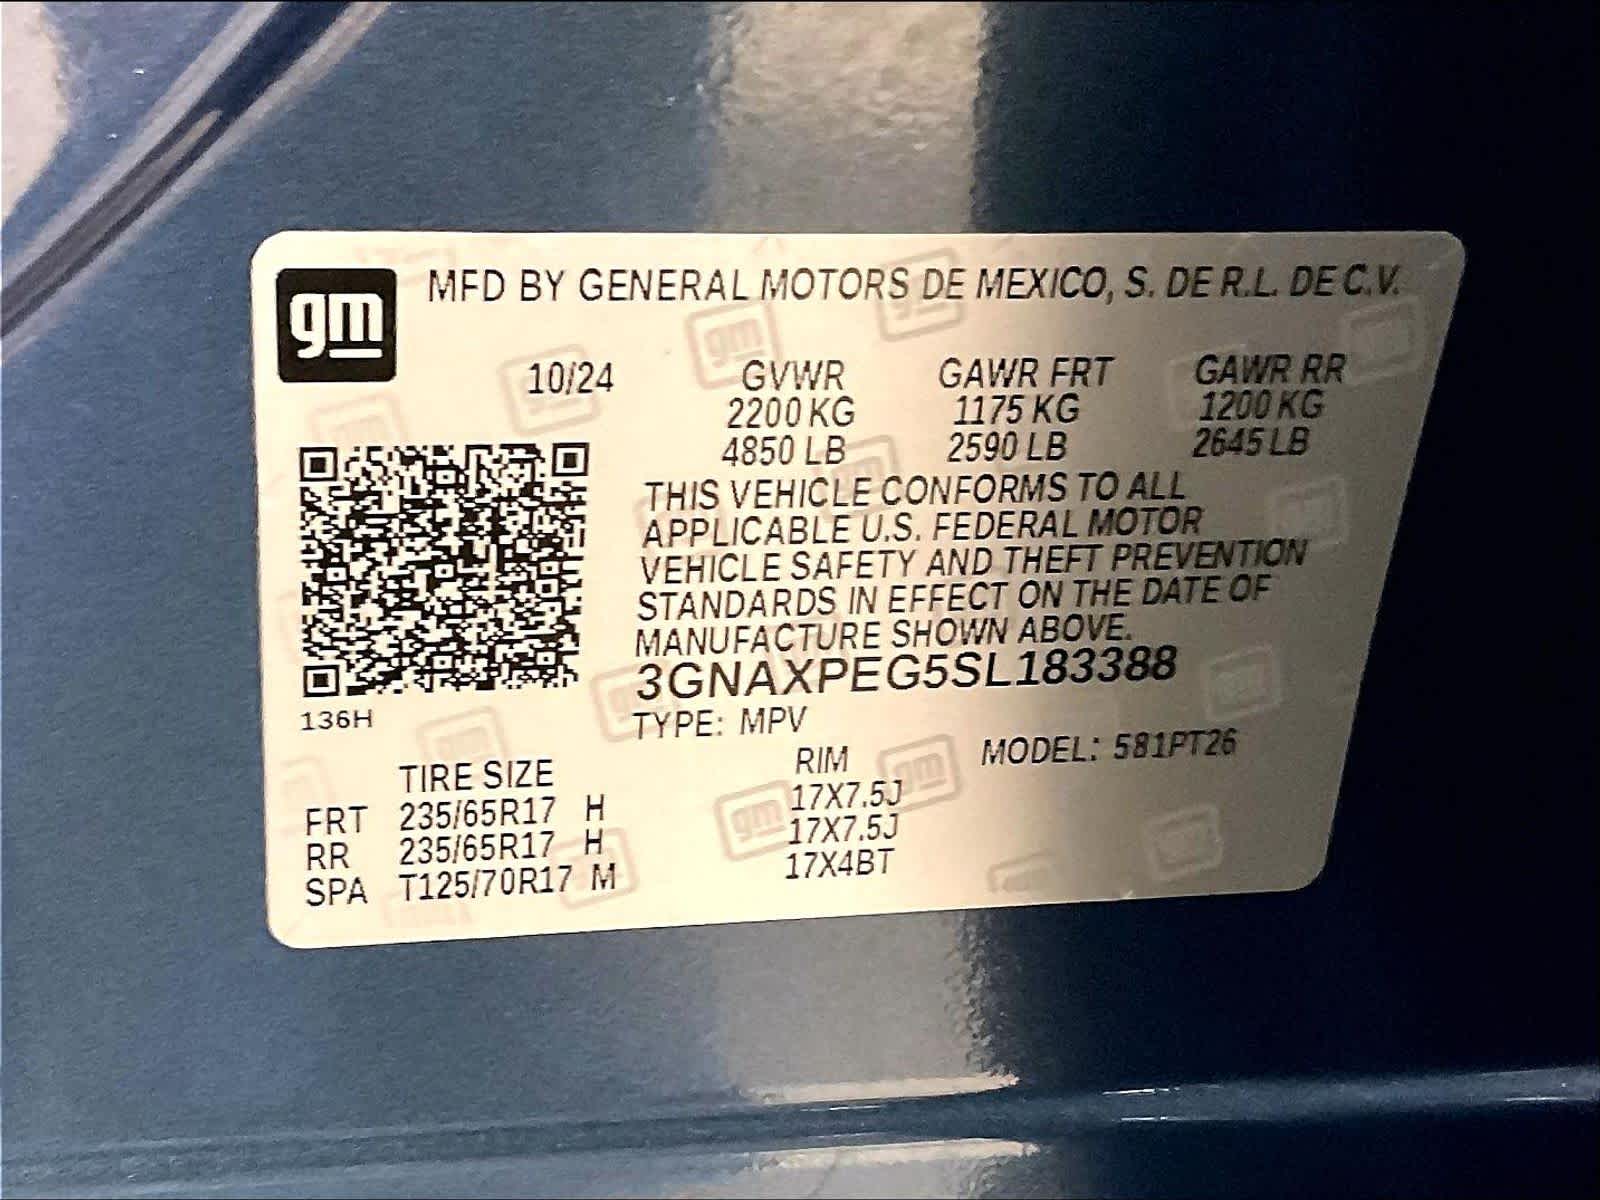 gm
MFD BY GENERAL MOTORS DE MEXICO, S. DE R.L. DE C.V.
10/24 GVWR GAWR FRT GAWR RR
2200 KG 1175 KG 1200 KG
4850 LB 2590 LB 2645 LB
THIS VEHICLE CONFORMS TO ALL
APPLICABLE U.S. FEDERAL MOTOR
VEHICLE SAFETY AND THEFT PREVENTION
STANDARDS IN EFFECT ON THE DATE OF
MANUFACTURE SHOWN ABOVE.
3GNAXPEG5SL183388
136H
TYPE: MPV
MODEL: 581PT26
TIRE SIZE RIM
FRT 235/65R17 H 17X7.5J
RR 235/65R17 H 17X7.5J
SPA T125/70R17 M 17X4BT